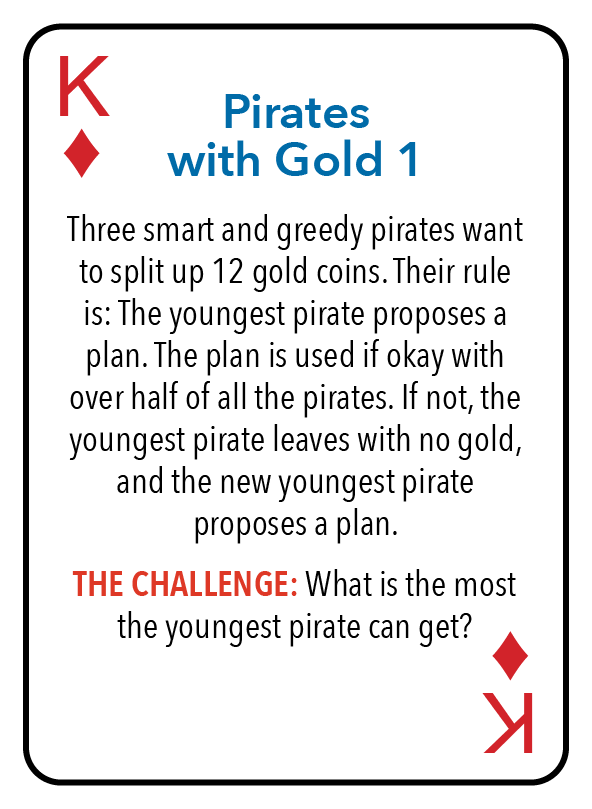 K
Pirates
with Gold 1
Three smart and greedy pirates want
to split up 12 gold coins. Their rule
is: The youngest pirate proposes a
plan. The plan is used if okay with
over half of all the pirates. If not, the
youngest pirate leaves with no gold,
and the new youngest pirate
proposes a plan.
THE CHALLENGE: What is the most
the youngest pirate can get?
K